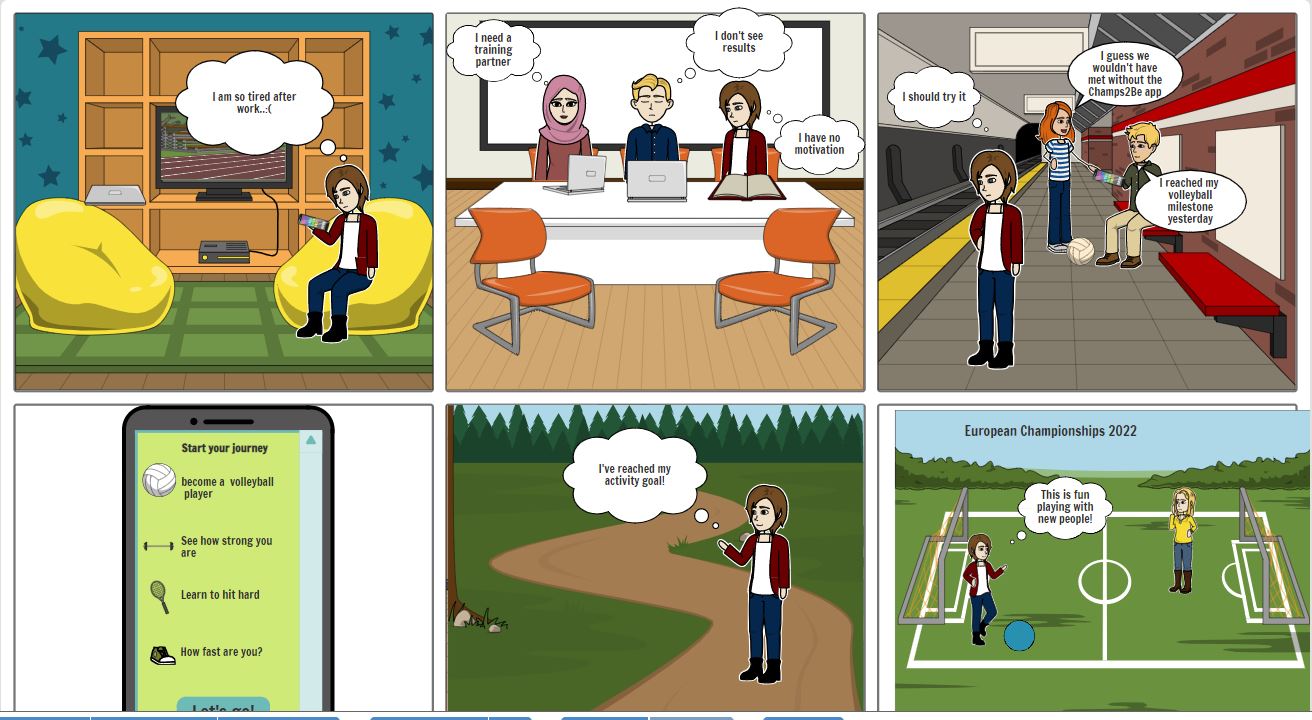 I am so tired after
work..:(
I need a
training
partner
I don't see
results
I have no
motivation
I should try it
I guess we
wouldn't have
met without the
Champs2Be app
I reached my
volleyball
milestone
yesterday
Start your journey
become a volleyball
player
See how strong you
are
Learn to hit hard
How fast are you?
Let's go!
I've reached my
activity goal!
European Championships 2022
This is fun
playing with
new people!